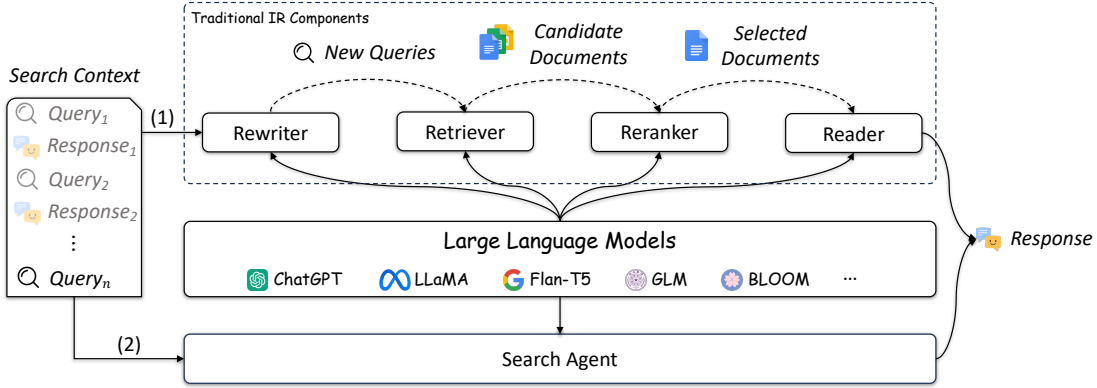 Traditional IR Components
New Queries
Candidate
Documents
Selected
Documents
Search Context
Query1
Response1
Query2
Response2
⋮
Queryn
(1)
Rewriter
Retriever
Reranker
Reader
Large Language Models
ChatGPT
LLaMA
Flan-T5
GLM
BLOOM
...
Response
(2)
Search Agent